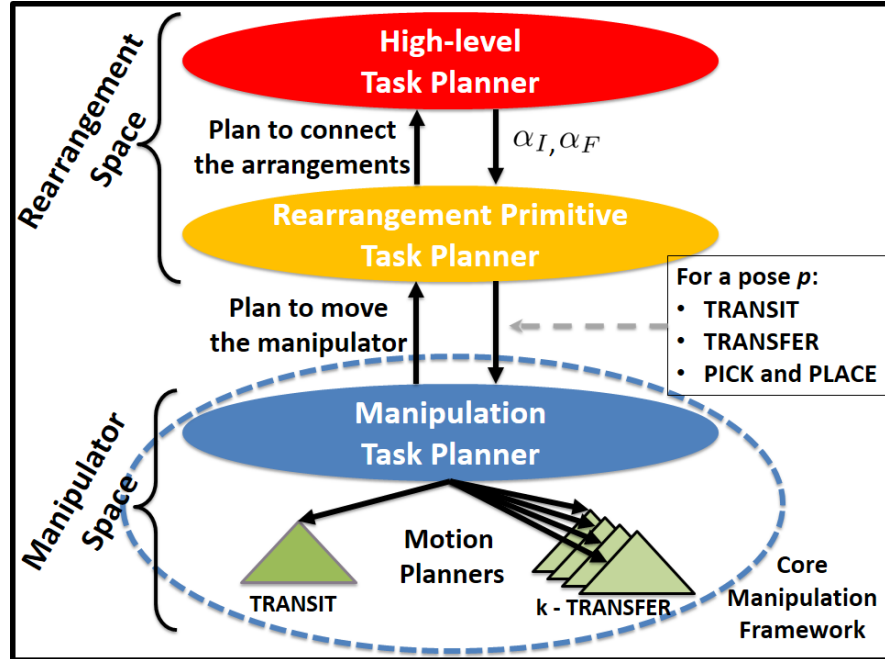 High-level
Task Planner
Rearrangement
Space
Plan to connect
the arrangements
α_I, α_F
Rearrangement Primitive
Task Planner
For a pose p:
• TRANSIT
• TRANSFER
• PICK and PLACE
Plan to move
the manipulator
Manipulator
Space
Manipulation
Task Planner
Motion
Planners
TRANSIT
k - TRANSFER
Core
Manipulation
Framework